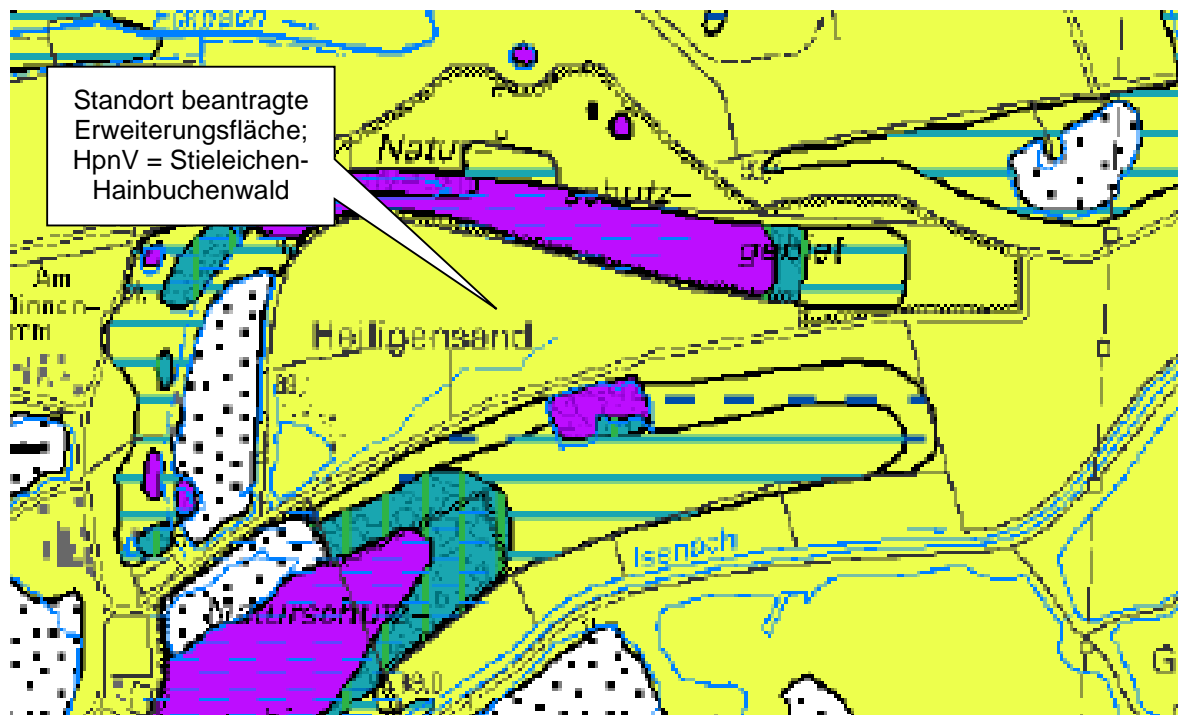 Standort beantragte
Erweiterungsfläche;
HpnV = Stieleichen-
Hainbuchenwald
Natur-
schutz-
gebiet
Am
Heiligensand
Isenach
Naturschutz
G